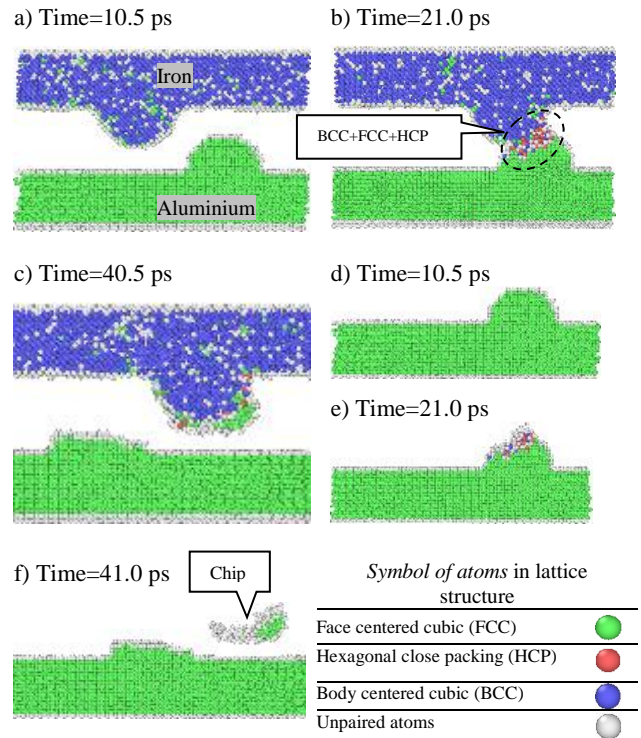 a) Time=10.5 ps
b) Time=21.0 ps
Iron
BCC+FCC+HCP
Aluminium
c) Time=40.5 ps
d) Time=10.5 ps
e) Time=21.0 ps
f) Time=41.0 ps
Chip
Symbol of atoms in lattice
structure
Face centered cubic (FCC)
Hexagonal close packing (HCP)
Body centered cubic (BCC)
Unpaired atoms